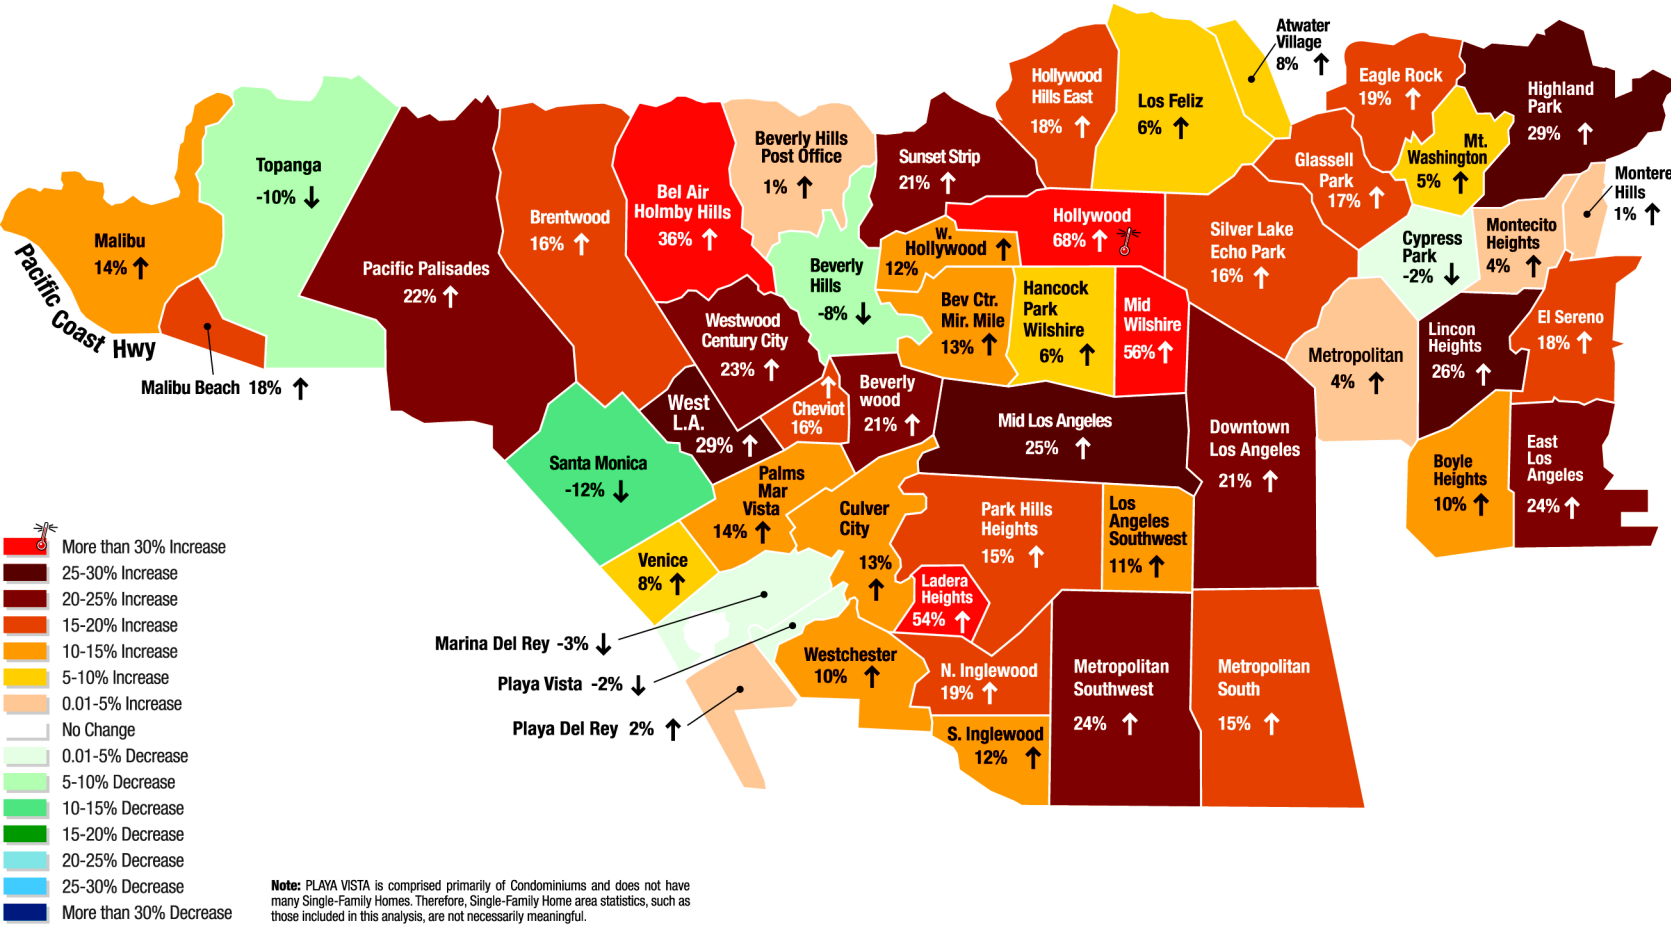 Atwater
Village
8%
Hollywood
Hills East
18%
Los Feliz
6%
Eagle Rock
19%
Highland
Park
29%
Mt.
Washington
5%
Glassell
Park
17%
Montere
Hills
1%
Topanga
-10%
Beverly Hills
Post Office
1%
Sunset Strip
21%
Bel Air
Holmby Hills
36%
Brentwood
16%
Malibu
14%
Pacific Coast Hwy
Malibu Beach 18%
Pacific Palisades
22%
Beverly
Hills
-8%
W.
Hollywood
12%
Hollywood
68%
Silver Lake
Echo Park
16%
Cypress
Park
-2%
Montecito
Heights
4%
Westwood
Century City
23%
Bev Ctr.
Mir. Mile
13%
Hancock
Park
Wilshire
6%
Mid
Wilshire
56%
Metropolitan
4%
Lincon
Heights
26%
El Sereno
18%
West
L.A.
29%
Cheviot
16%
Beverly
wood
21%
Mid Los Angeles
25%
Downtown
Los Angeles
21%
Boyle
Heights
10%
East
Los
Angeles
24%
Santa Monica
-12%
Palms
Mar
Vista
14%
Culver
City
13%
Park Hills
Heights
15%
Los
Angeles
Southwest
11%
Venice
8%
Ladera
Heights
54%
Marina Del Rey -3%
Playa Vista -2%
Playa Del Rey 2%
Westchester
10%
N. Inglewood
19%
S. Inglewood
12%
Metropolitan
Southwest
24%
Metropolitan
South
15%
More than 30% Increase
25-30% Increase
20-25% Increase
15-20% Increase
10-15% Increase
5-10% Increase
0.01-5% Increase
No Change
0.01-5% Decrease
5-10% Decrease
10-15% Decrease
15-20% Decrease
20-25% Decrease
25-30% Decrease
More than 30% Decrease
Note: PLAYA VISTA is comprised primarily of Condominiums and does not have
many Single-Family Homes. Therefore, Single-Family Home area statistics, such as
those included in this analysis, are not necessarily meaningful.